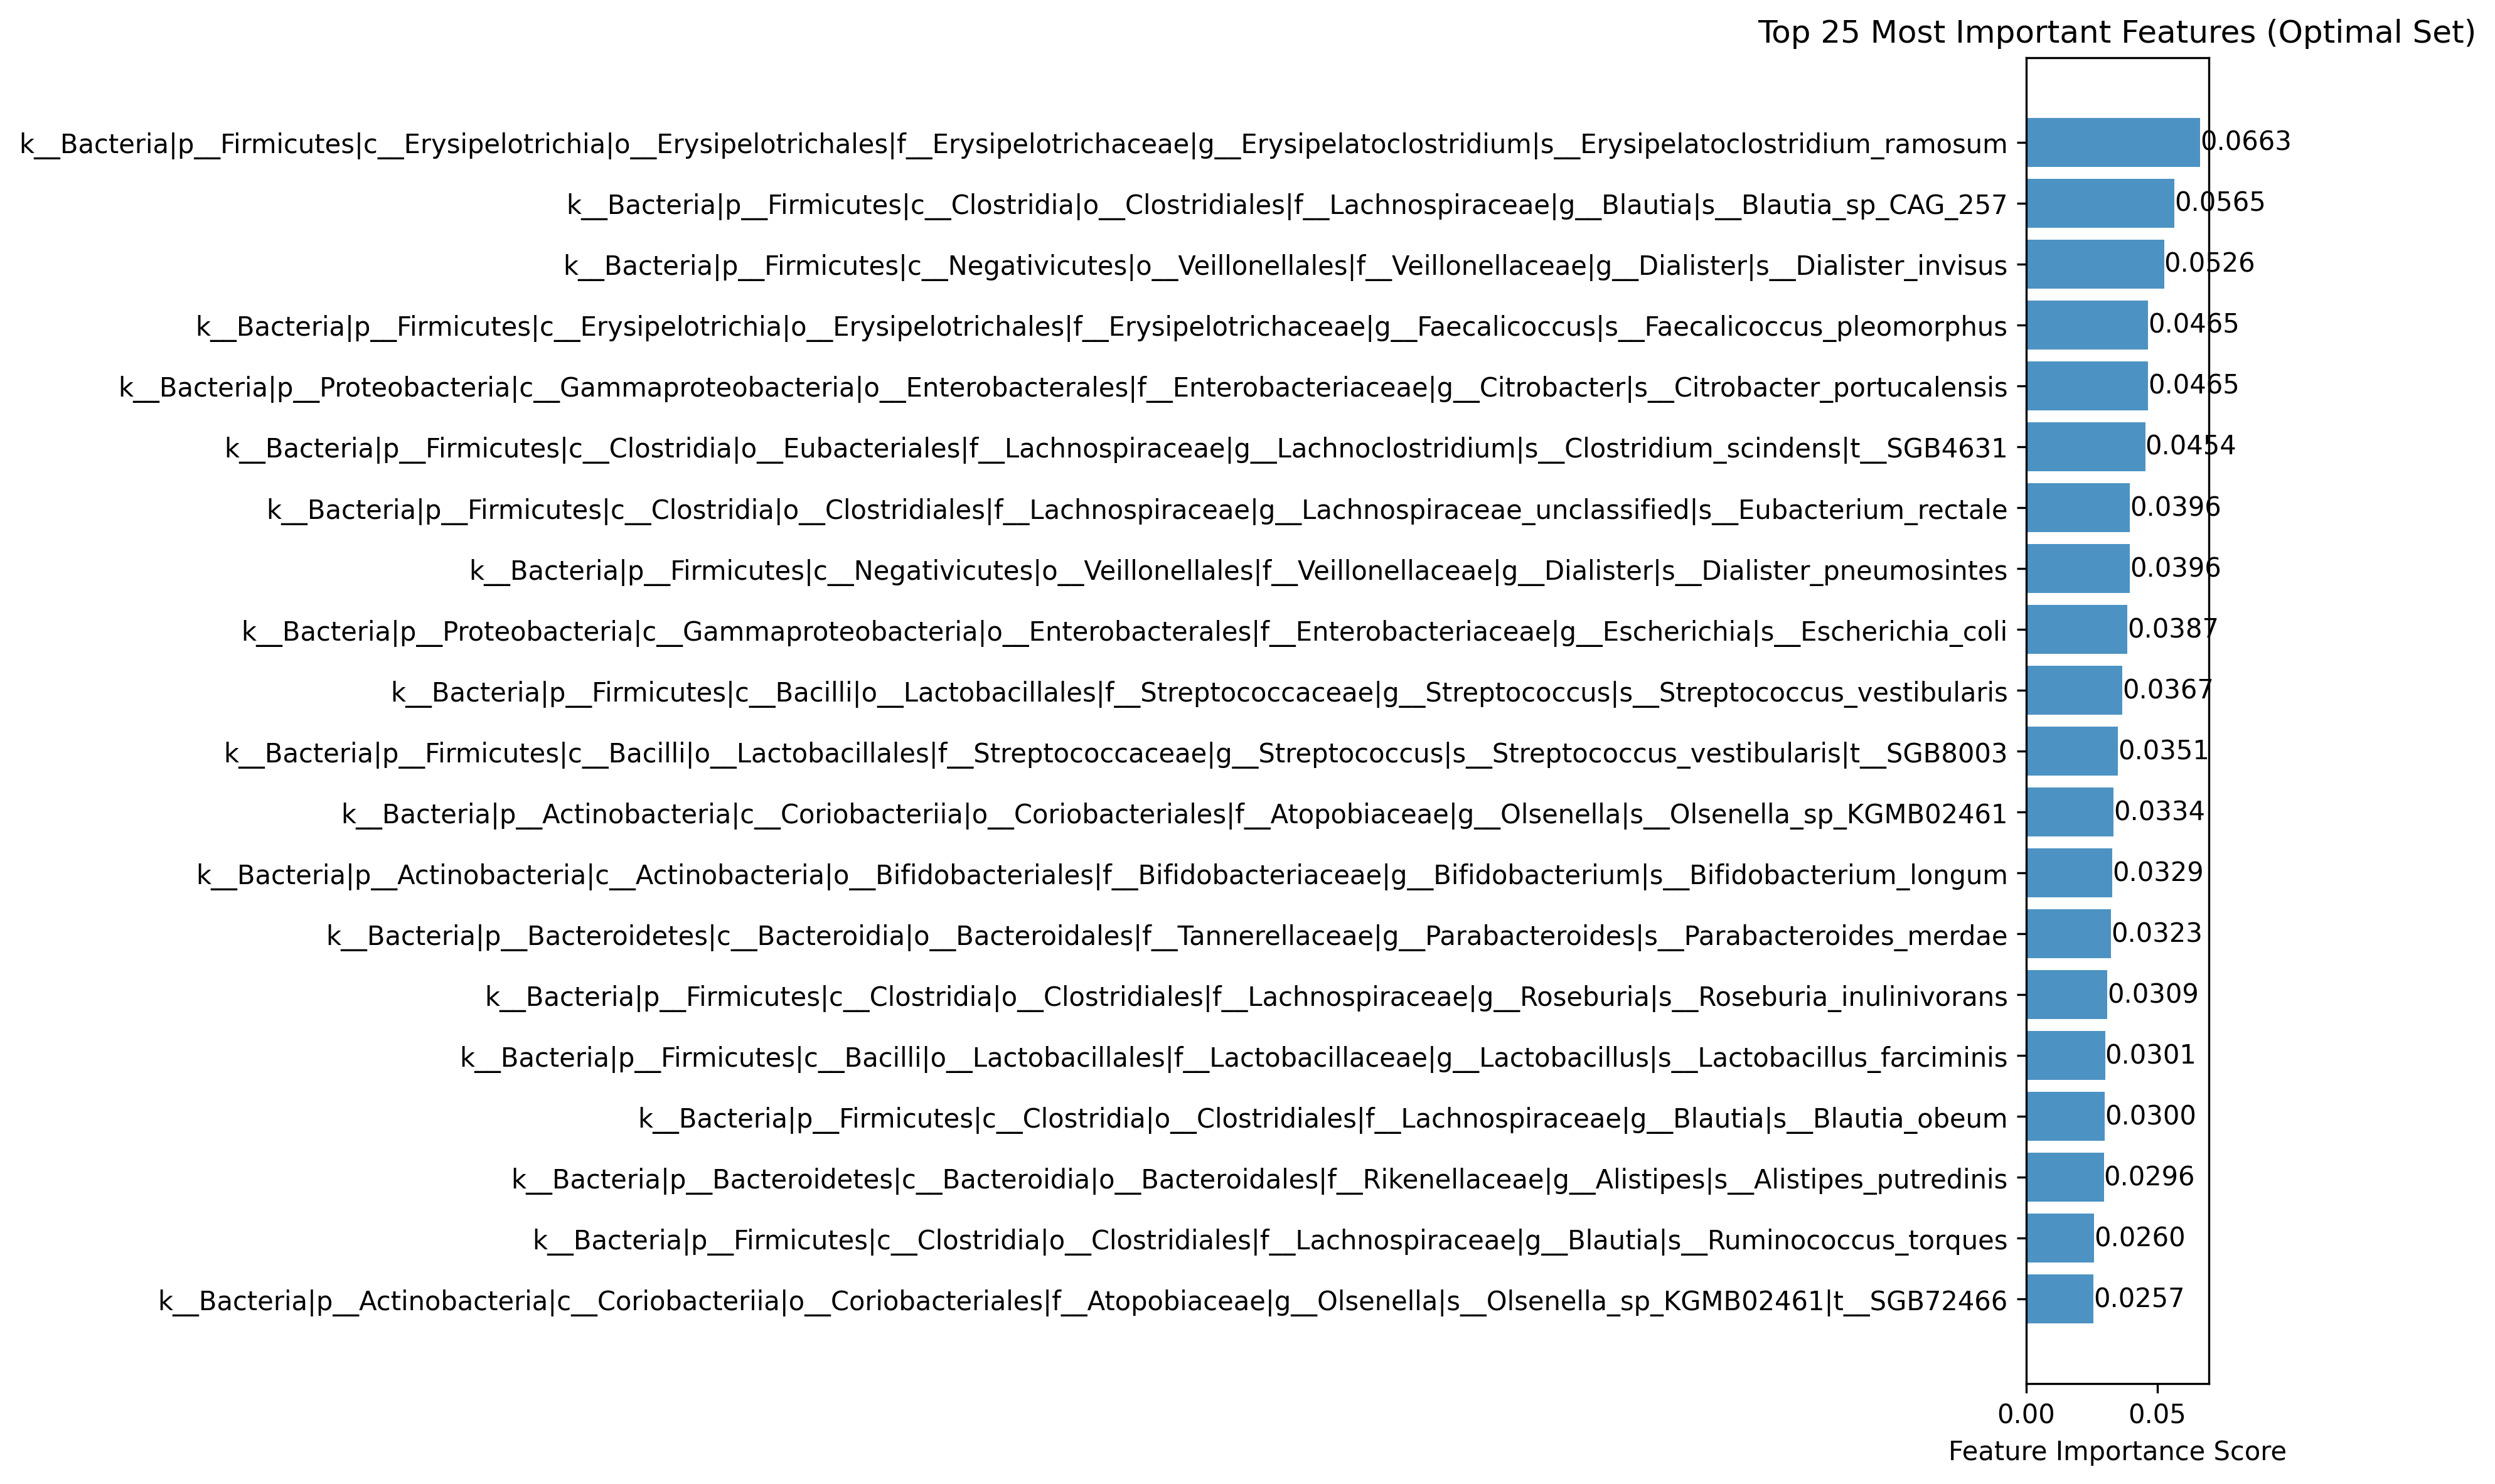 Top 25 Most Important Features (Optimal Set)
k__Bacteria|p__Firmicutes|c__Erysipelotrichia|o__Erysipelotrichales|f__Erysipelotrichaceae|g__Erysipelatoclostridium|s__Erysipelatoclostridium_ramosum 0.0663
k__Bacteria|p__Firmicutes|c__Clostridia|o__Clostridiales|f__Lachnospiraceae|g__Blautia|s__Blautia_sp_CAG_257 0.0565
k__Bacteria|p__Firmicutes|c__Negativicutes|o__Veillonellales|f__Veillonellaceae|g__Dialister|s__Dialister_invisus 0.0526
k__Bacteria|p__Firmicutes|c__Erysipelotrichia|o__Erysipelotrichales|f__Erysipelotrichaceae|g__Faecalicoccus|s__Faecalicoccus_pleomorphus 0.0465
k__Bacteria|p__Proteobacteria|c__Gammaproteobacteria|o__Enterobacterales|f__Enterobacteriaceae|g__Citrobacter|s__Citrobacter_portucalensis 0.0465
k__Bacteria|p__Firmicutes|c__Clostridia|o__Eubacteriales|f__Lachnospiraceae|g__Lachnoclostridium|s__Clostridium_scindens|t__SGB4631 0.0454
k__Bacteria|p__Firmicutes|c__Clostridia|o__Clostridiales|f__Lachnospiraceae|g__Lachnospiraceae_unclassified|s__Eubacterium_rectale 0.0396
k__Bacteria|p__Firmicutes|c__Negativicutes|o__Veillonellales|f__Veillonellaceae|g__Dialister|s__Dialister_pneumosintes 0.0396
k__Bacteria|p__Proteobacteria|c__Gammaproteobacteria|o__Enterobacterales|f__Enterobacteriaceae|g__Escherichia|s__Escherichia_coli 0.0387
k__Bacteria|p__Firmicutes|c__Bacilli|o__Lactobacillales|f__Streptococcaceae|g__Streptococcus|s__Streptococcus_vestibularis 0.0367
k__Bacteria|p__Firmicutes|c__Bacilli|o__Lactobacillales|f__Streptococcaceae|g__Streptococcus|s__Streptococcus_vestibularis|t__SGB8003 0.0351
k__Bacteria|p__Actinobacteria|c__Coriobacteriia|o__Coriobacteriales|f__Atopobiaceae|g__Olsenella|s__Olsenella_sp_KGMB02461 0.0334
k__Bacteria|p__Actinobacteria|c__Actinobacteria|o__Bifidobacteriales|f__Bifidobacteriaceae|g__Bifidobacterium|s__Bifidobacterium_longum 0.0329
k__Bacteria|p__Bacteroidetes|c__Bacteroidia|o__Bacteroidales|f__Tannerellaceae|g__Parabacteroides|s__Parabacteroides_merdae 0.0323
k__Bacteria|p__Firmicutes|c__Clostridia|o__Clostridiales|f__Lachnospiraceae|g__Roseburia|s__Roseburia_inulinivorans 0.0309
k__Bacteria|p__Firmicutes|c__Bacilli|o__Lactobacillales|f__Lactobacillaceae|g__Lactobacillus|s__Lactobacillus_farciminis 0.0301
k__Bacteria|p__Firmicutes|c__Clostridia|o__Clostridiales|f__Lachnospiraceae|g__Blautia|s__Blautia_obeum 0.0300
k__Bacteria|p__Bacteroidetes|c__Bacteroidia|o__Bacteroidales|f__Rikenellaceae|g__Alistipes|s__Alistipes_putredinis 0.0296
k__Bacteria|p__Firmicutes|c__Clostridia|o__Clostridiales|f__Lachnospiraceae|g__Blautia|s__Ruminococcus_torques 0.0260
k__Bacteria|p__Actinobacteria|c__Coriobacteriia|o__Coriobacteriales|f__Atopobiaceae|g__Olsenella|s__Olsenella_sp_KGMB02461|t__SGB72466 0.0257
0.00 0.05
Feature Importance Score